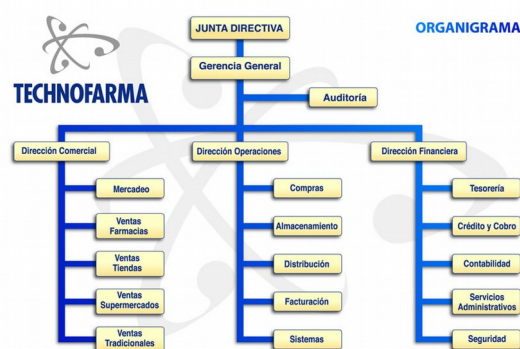 JUNTA DIRECTIVA
ORGANIGRAMA
Gerencia General
TECHNOFARMA
Auditoría
Dirección Comercial
Dirección Operaciones
Dirección Financiera
Mercadeo
Compras
Tesorería
Ventas
Farmacias
Almacenamiento
Crédito y Cobro
Ventas
Tiendas
Distribución
Contabilidad
Ventas
Supermercados
Facturación
Servicios
Administrativos
Ventas
Tradicionales
Sistemas
Seguridad